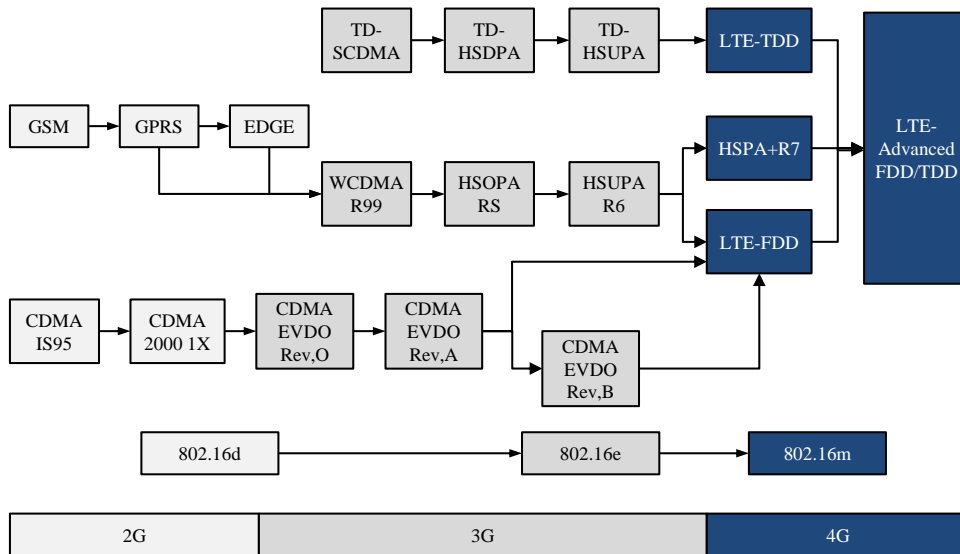 TD-
SCDMA
TD-
HSDPA
TD-
HSUPA
LTE-TDD
GSM
GPRS
EDGE
HSPA+R7
LTE-
Advanced
FDD/TDD
WCDMA
R99
HSOPA
RS
HSUPA
R6
LTE-FDD
CDMA
IS95
CDMA
2000 1X
CDMA
EVDO
Rev,O
CDMA
EVDO
Rev,A
CDMA
EVDO
Rev,B
802.16d
802.16e
802.16m
2G
3G
4G